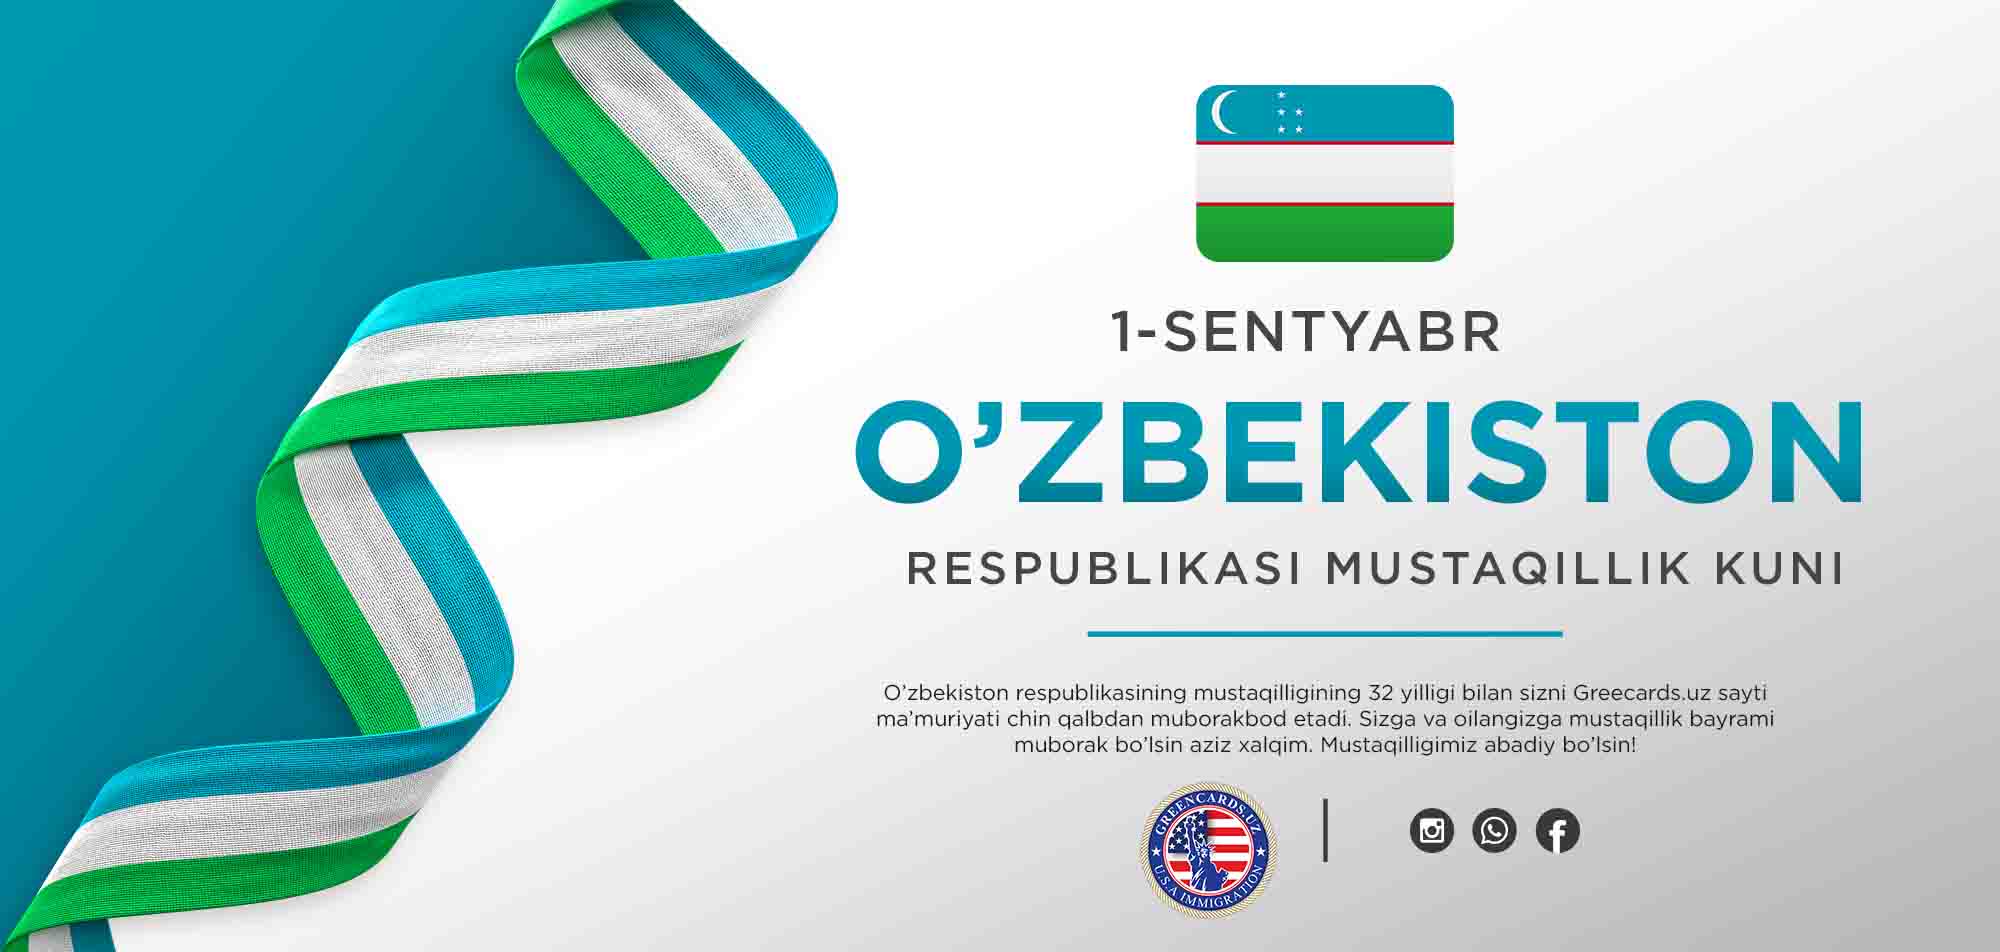 1-SENTYABR
O’ZBEKISTON
RESPUBLIKASI MUSTAQILLIK KUNI
O’zbekiston respublikasining mustaqilligining 32 yilligi bilan sizni Greecards.uz sayti
ma’muriyati chin qalbdan muborakbod etadi. Sizga va oilangizga mustaqillik bayrami
muborak bo’lsin aziz xalqim. Mustaqilligimiz abadiy bo’lsin!
GREENCARDS.UZ
U.S.A IMMIGRATION